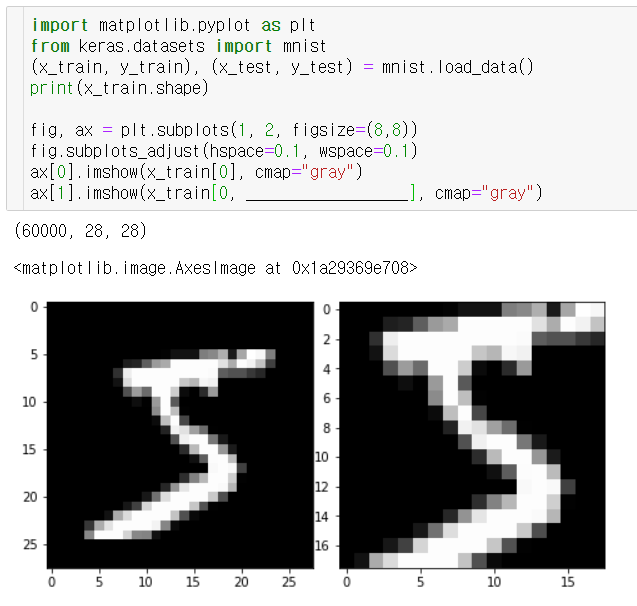 import matplotlib.pyplot as plt
from keras.datasets import mnist
(x_train, y_train), (x_test, y_test) = mnist.load_data()
print(x_train.shape)
fig, ax = plt.subplots(1, 2, figsize=(8,8))
fig.subplots_adjust(hspace=0.1, wspace=0.1)
ax[0].imshow(x_train[0], cmap="gray")
ax[1].imshow(x_train[0, _________________], cmap="gray")
(60000, 28, 28)
<matplotlib.image.AxesImage at 0x1a29369e708>
0
5
10
15
20
25
0 5 10 15 20 25
0
2
4
6
8
10
12
14
16
0 5 10 15